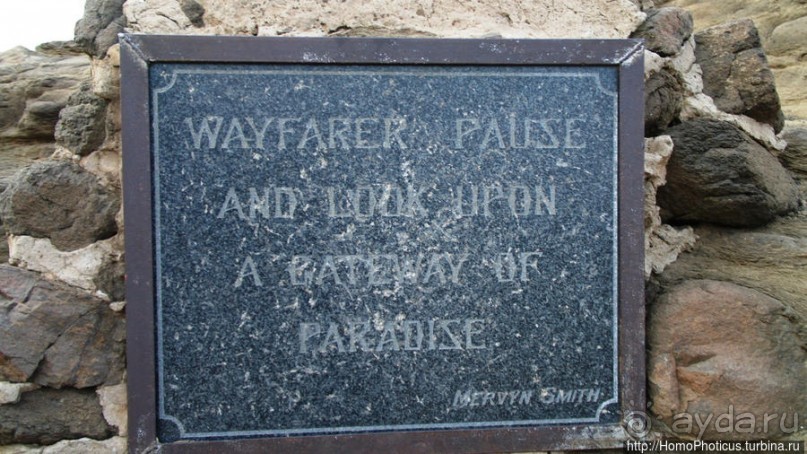 WAYFARER PAUSE
AND LOOK UPON
A GATEWAY OF
PARADISE
MERVYN SMITH
ayda.ru
http://HomoPhoticus.turbina.ru